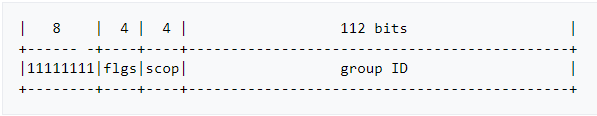 |   8    |  4 |  4 |                  112 bits                   |
+------ -+----+----+---------------------------------------------+
|11111111|flgs|scop|                  group ID                   |
+--------+----+----+---------------------------------------------+